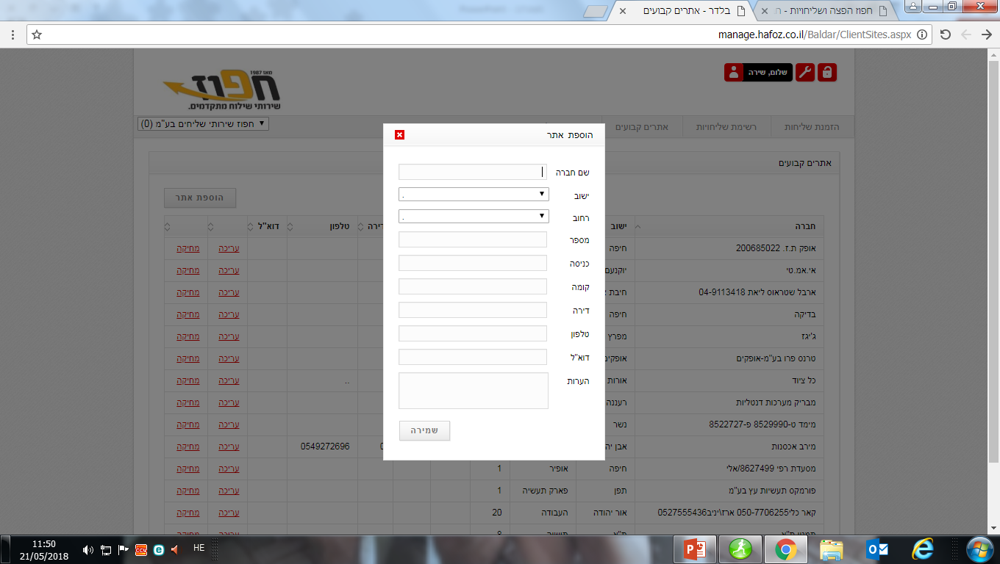 חפוז הפצה ושליחויות - ת
בלדר - אתרים קבועים
manage.hafoz.co.il/Baldar/ClientSites.aspx
שלום, שירה
מאז 1987
חפוז
שירותי שילוח מתקדמים.
הזמנת שליחות
רשימת שליחויות
אתרים קבועים
חפוז שירותי שליחים בע"מ (0)
אתרים קבועים
הוספת אתר
חברה ישוב דירה טלפון דוא"ל
אופק ת.ז. 200685022 חיפה עריכה מחיקה
אי.אמ.טי יוקנעם עריכה מחיקה
ארבל שטראוס ליאת 04-9113418 חיבת עריכה מחיקה
בדיקה חיפה עריכה מחיקה
ג'יגז מפרץ עריכה מחיקה
טרנס פרו בע"מ-אופקים עריכה מחיקה
כל ציוד אורות .. עריכה מחיקה
מבריק מערכות דנטליות רעננה עריכה מחיקה
מימד ט-8529990 פ-8522727 נשר עריכה מחיקה
מירב אכסנות אבן יה 0549272696 עריכה מחיקה
מסעדת רפי 8627499/אלי חיפה אופיר 1 עריכה מחיקה
פורמקס תעשיות עץ בע"מ תפן פארק תעשיה 1 עריכה מחיקה
קאר כלי050-7706255 ארז\יניב0527555436 אור יהודה העבודה 20 עריכה מחיקה
הוספת אתר
שם חברה
ישוב .
רחוב .
מספר
כניסה
קומה
דירה
טלפון
דוא"ל
הערות
שמירה
HE
11:50
21/05/2018